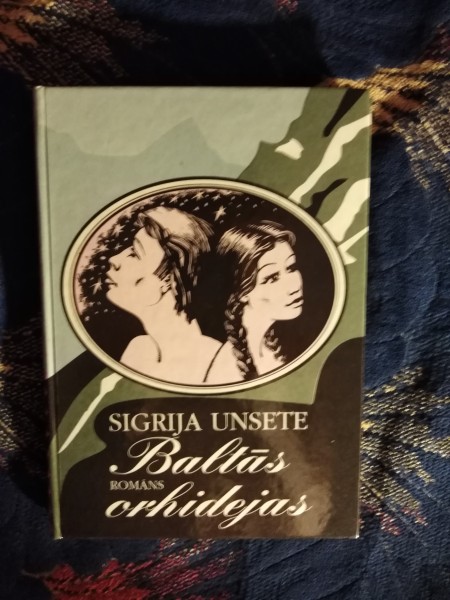 SIGRIJA UNSETE
Baltās
ROMĀNS
orhidejas